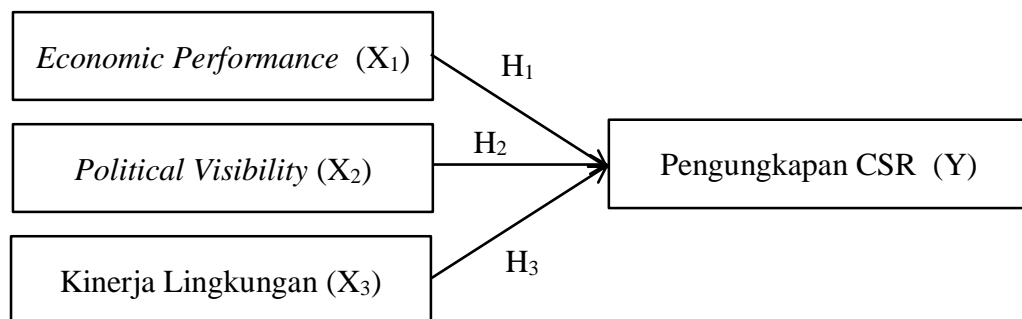 Economic Performance (X₁)
H₁
Political Visibility (X₂)
H₂
Pengungkapan CSR (Y)
Kinerja Lingkungan (X₃)
H₃